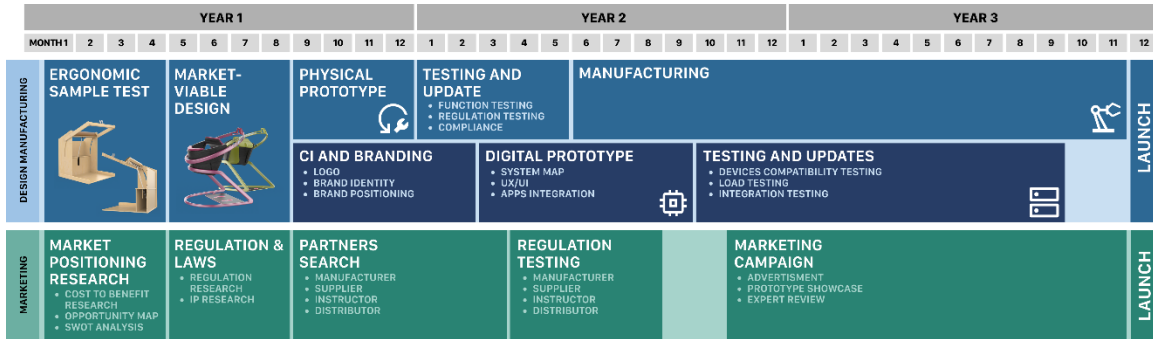 YEAR 1 YEAR 2 YEAR 3
MONTH 1 2 3 4 5 6 7 8 9 10 11 12 1 2 3 4 5 6 7 8 9 10 11 12 1 2 3 4 5 6 7 8 9 10 11 12
DESIGN MANUFACTURING
ERGONOMIC
SAMPLE TEST
MARKET-
VIABLE
DESIGN
PHYSICAL
PROTOTYPE
TESTING AND
UPDATE
• FUNCTION TESTING
• REGULATION TESTING
• COMPLIANCE
MANUFACTURING
CI AND BRANDING
• LOGO
• BRAND IDENTITY
• BRAND POSITIONING
DIGITAL PROTOTYPE
• SYSTEM MAP
• UX/UI
• APPS INTEGRATION
TESTING AND UPDATES
• DEVICES COMPATIBILITY TESTING
• LOAD TESTING
• INTEGRATION TESTING
LAUNCH
MARKETING
MARKET
POSITIONING
RESEARCH
• COST TO BENEFIT
RESEARCH
• OPPORTUNITY MAP
• SWOT ANALYSIS
REGULATION &
LAWS
• REGULATION
RESEARCH
• IP RESEARCH
PARTNERS
SEARCH
• MANUFACTURER
• SUPPLIER
• INSTRUCTOR
• DISTRIBUTOR
REGULATION
TESTING
• MANUFACTURER
• SUPPLIER
• INSTRUCTOR
• DISTRIBUTOR
MARKETING
CAMPAIGN
• ADVERTISMENT
• PROTOTYPE SHOWCASE
• EXPERT REVIEW
LAUNCH